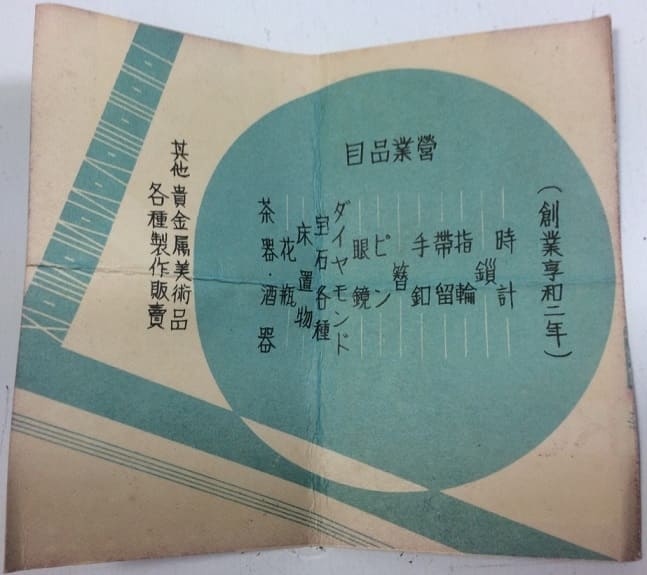 營業品目
(創業享和二年)
時計
鎖
指輪
帶留
手釦
簪
ピン
眼鏡
ダイヤモンド
宝石各種
床置物
花瓶
茶器・酒器
其他貴金属美術品
各種製作販賣